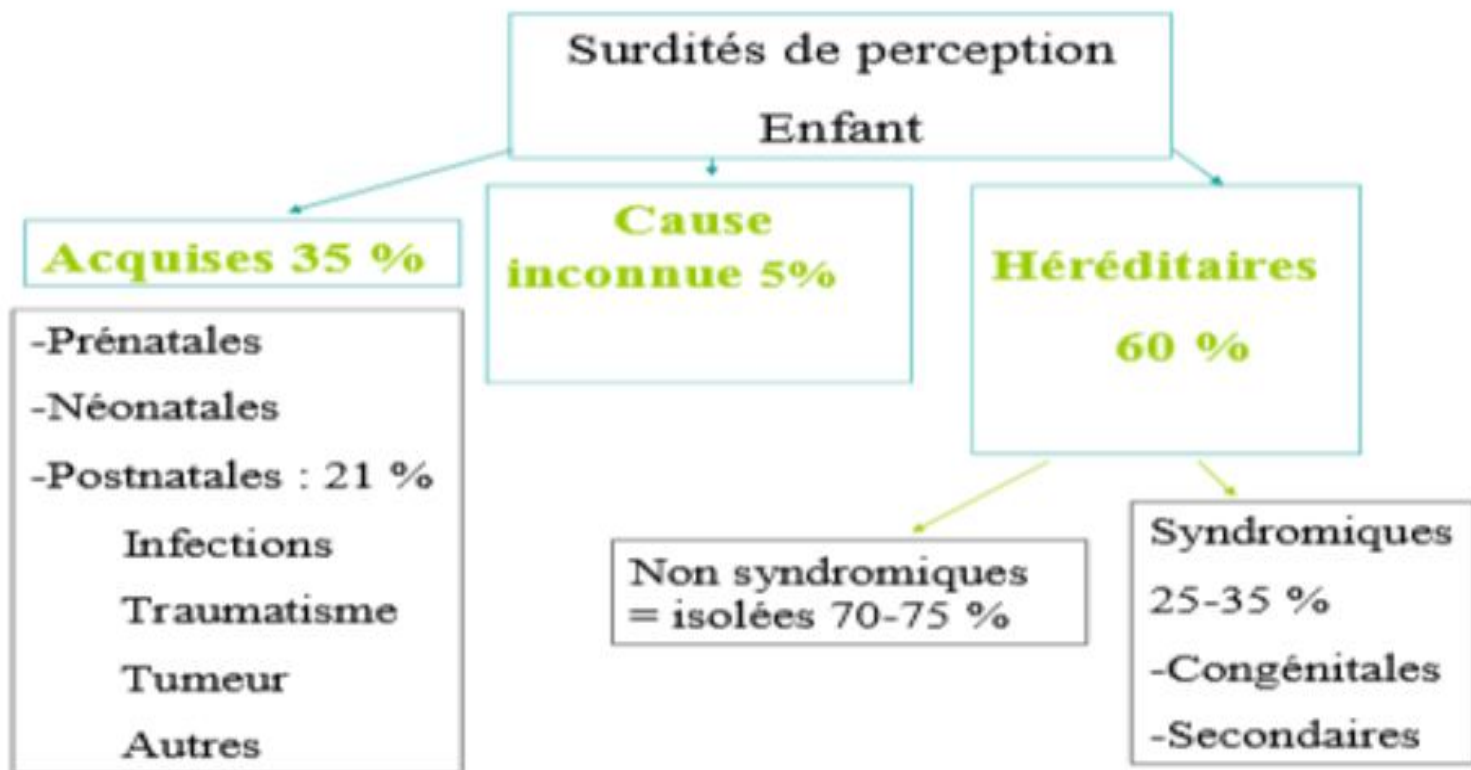 Surdités de perception
Enfant
Acquises 35 %
-Prénatales
-Néonatales
-Postnatales : 21 %
Infections
Traumatisme
Tumeur
Autres
Cause
inconnue 5%
Héréditaires
60 %
Non syndromiques
= isolées 70-75 %
Syndromiques
25-35 %
-Congénitales
-Secondaires